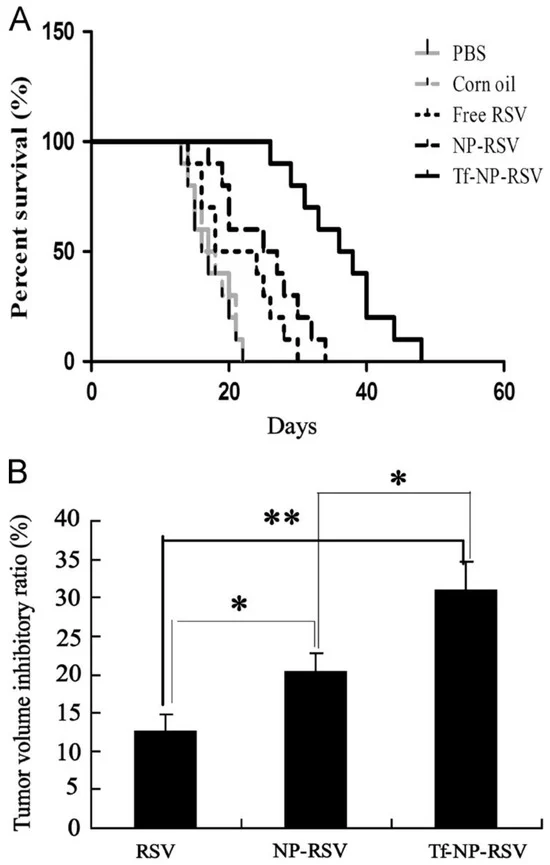 A
150
100
50
0
Percent survival (%)
PBS
Corn oil
Free RSV
NP-RSV
Tf-NP-RSV
0 20 40 60
Days
B
40
35
30
25
20
15
10
5
0
Tumor volume inhibitory ratio (%)
*
**
*
RSV NP-RSV Tf-NP-RSV